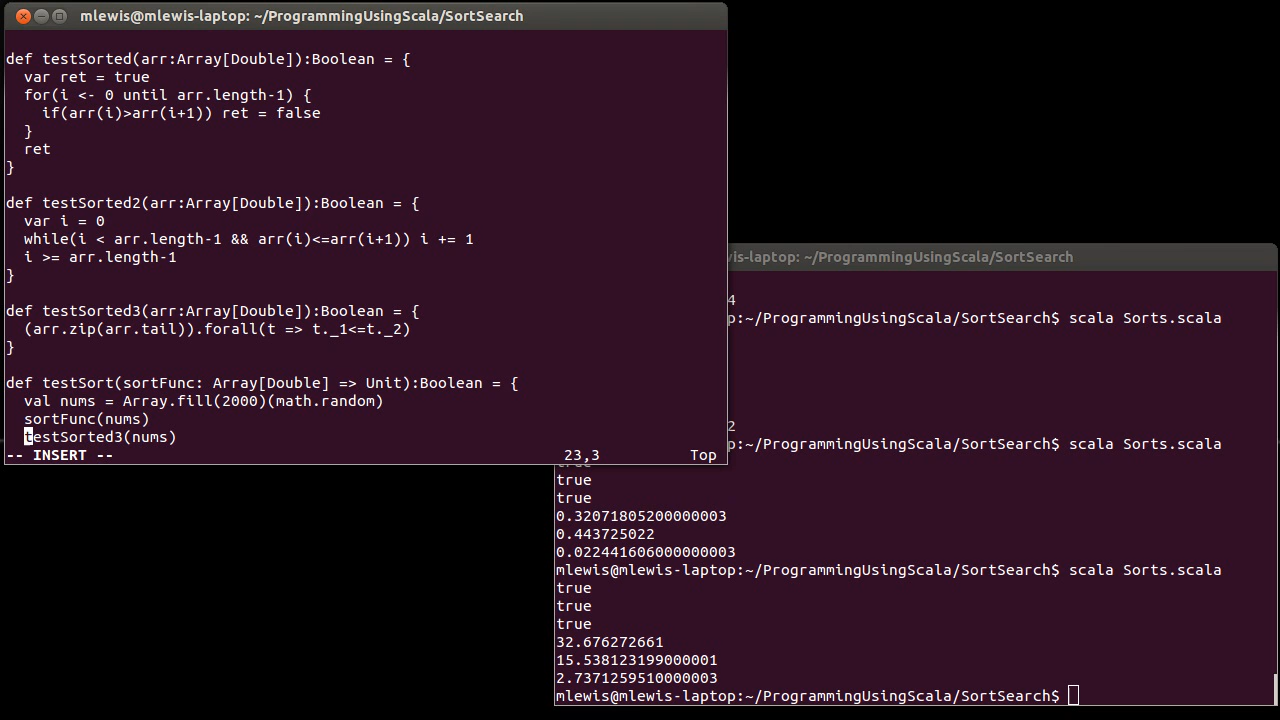 mlewis@mlewis-laptop: ~/ProgrammingUsingScala/SortSearch
def testSorted(arr:Array[Double]):Boolean = {
  var ret = true
  for(i <- 0 until arr.length-1) {
    if(arr(i)>arr(i+1)) ret = false
  }
  ret
}
def testSorted2(arr:Array[Double]):Boolean = {
  var i = 0
  while(i < arr.length-1 && arr(i)<=arr(i+1)) i += 1
  i >= arr.length-1
}
def testSorted3(arr:Array[Double]):Boolean = {
  (arr.zip(arr.tail)).forall(t => t._1<=t._2)
}
def testSort(sortFunc: Array[Double] => Unit):Boolean = {
  val nums = Array.fill(2000)(math.random)
  sortFunc(nums)
  testSorted3(nums)
-- INSERT -- 23,3 Top
is-laptop: ~/ProgrammingUsingScala/SortSearch
4
p:~/ProgrammingUsingScala/SortSearch$ scala Sorts.scala
2
p:~/ProgrammingUsingScala/SortSearch$ scala Sorts.scala
true
true
true
0.32071805200000003
0.443725022
0.022441606000000003
mlewis@mlewis-laptop:~/ProgrammingUsingScala/SortSearch$ scala Sorts.scala
true
true
true
32.676272661
15.538123199000001
2.7371259510000003
mlewis@mlewis-laptop:~/ProgrammingUsingScala/SortSearch$